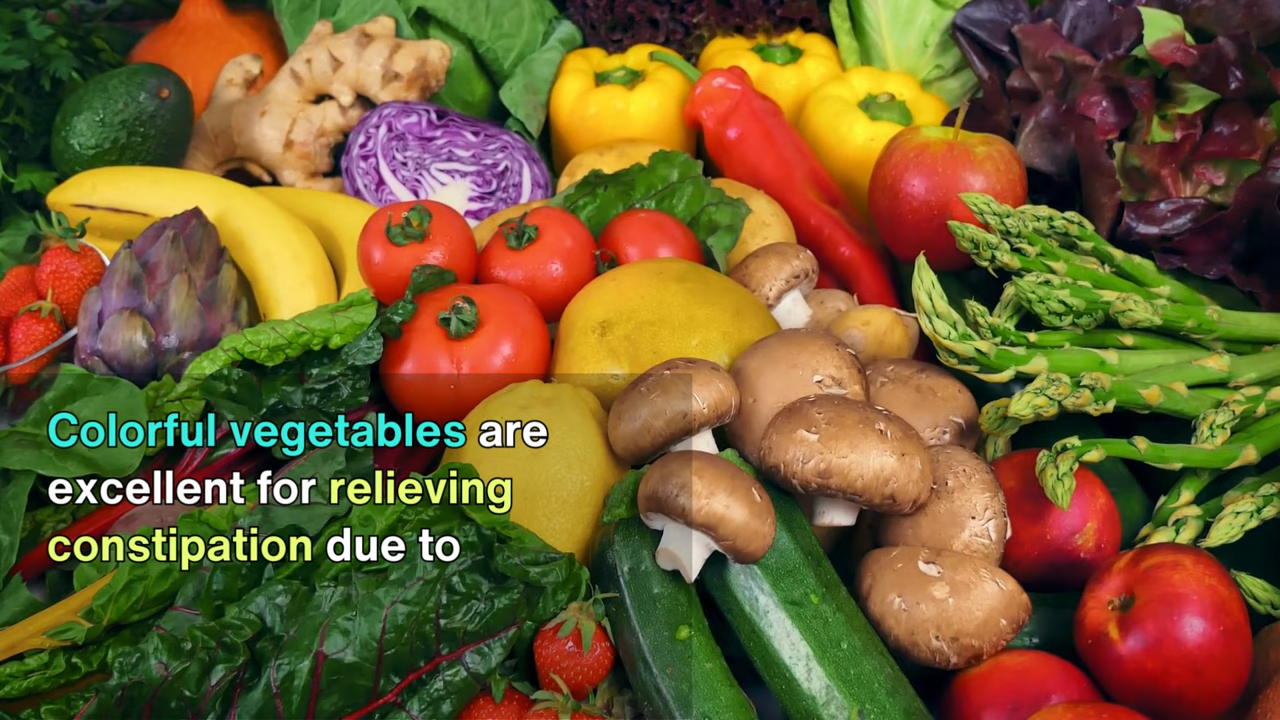 Colorful vegetables are
excellent for relieving
constipation due to